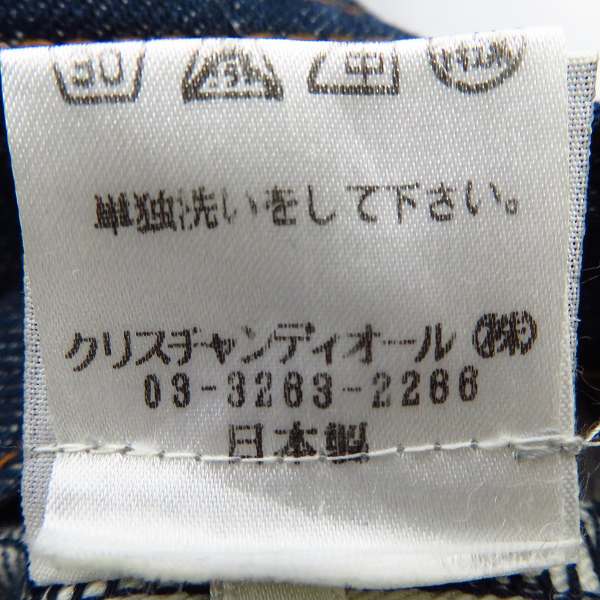 中
単独洗いをして下さい。
クリスチャンディオール ㈱
03-3263-2266
日本製